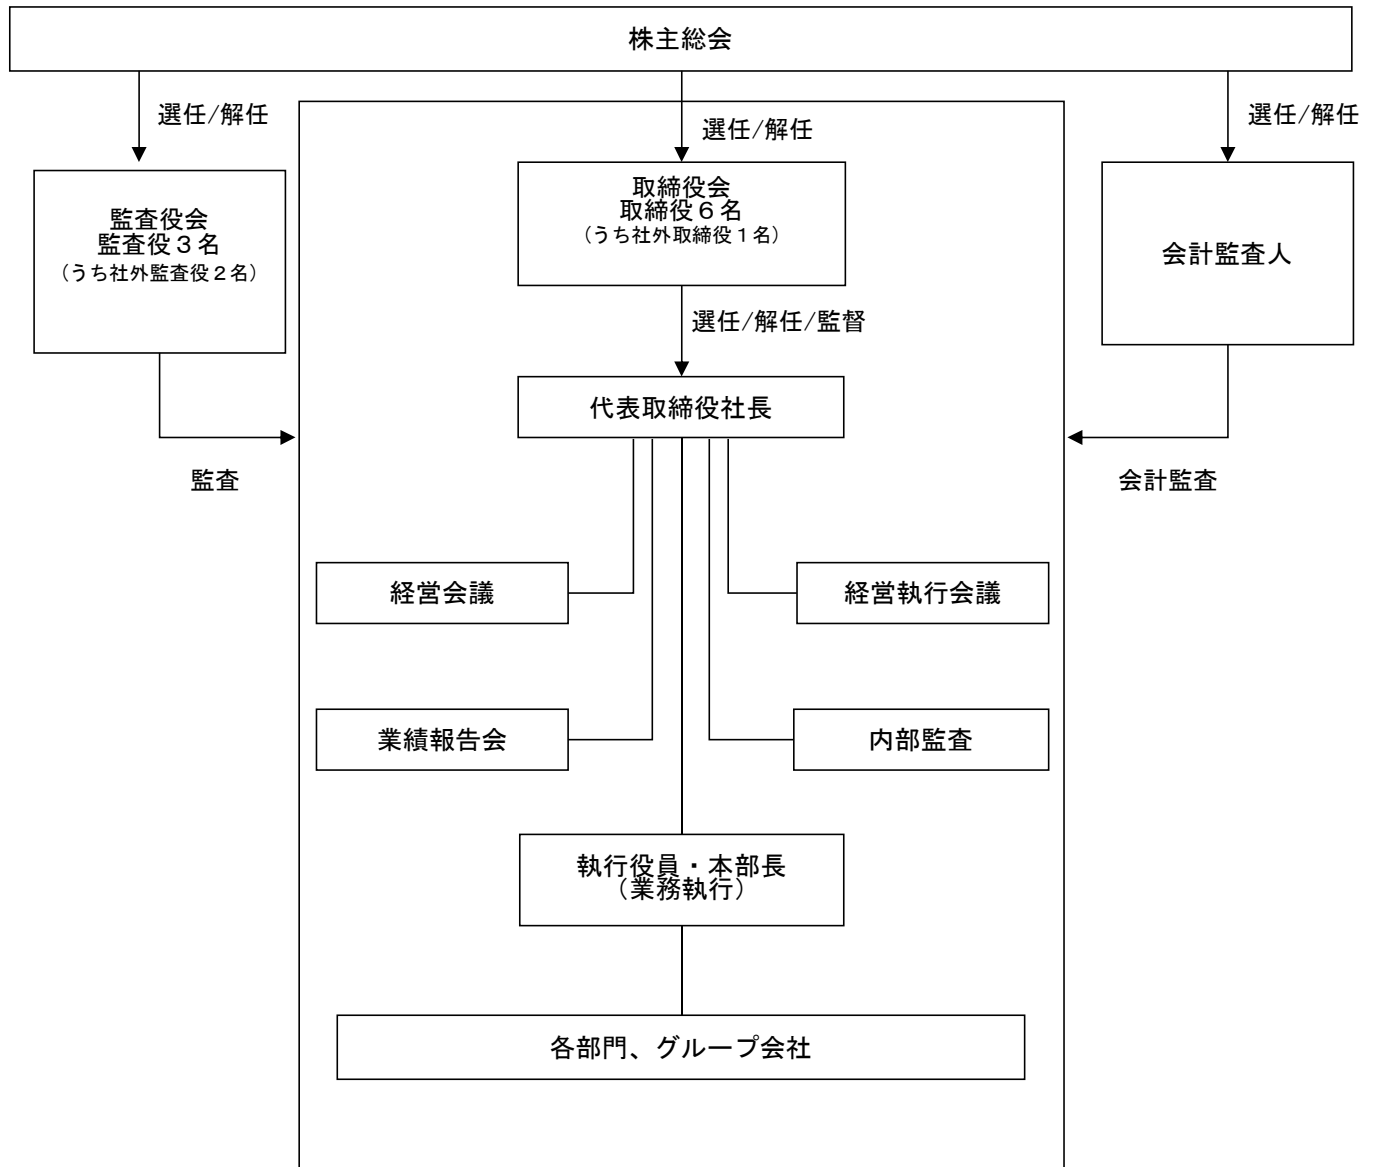 株主総会
選任/解任
選任/解任
選任/解任
監査役会
監査役３名
（うち社外監査役２名）
取締役会
取締役６名
（うち社外取締役１名）
会計監査人
選任/解任/監督
代表取締役社長
監査
会計監査
経営会議
経営執行会議
業績報告会
内部監査
執行役員・本部長
（業務執行）
各部門、グループ会社